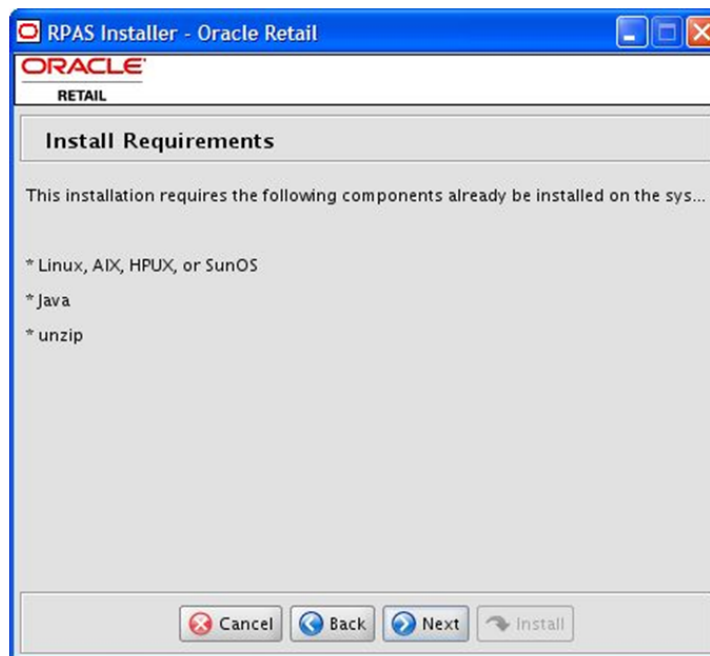 RPAS Installer - Oracle Retail
ORACLE
RETAIL
Install Requirements
This installation requires the following components already be installed on the sys...
* Linux, AIX, HPUX, or SunOS
* Java
* unzip
Cancel Back Next Install